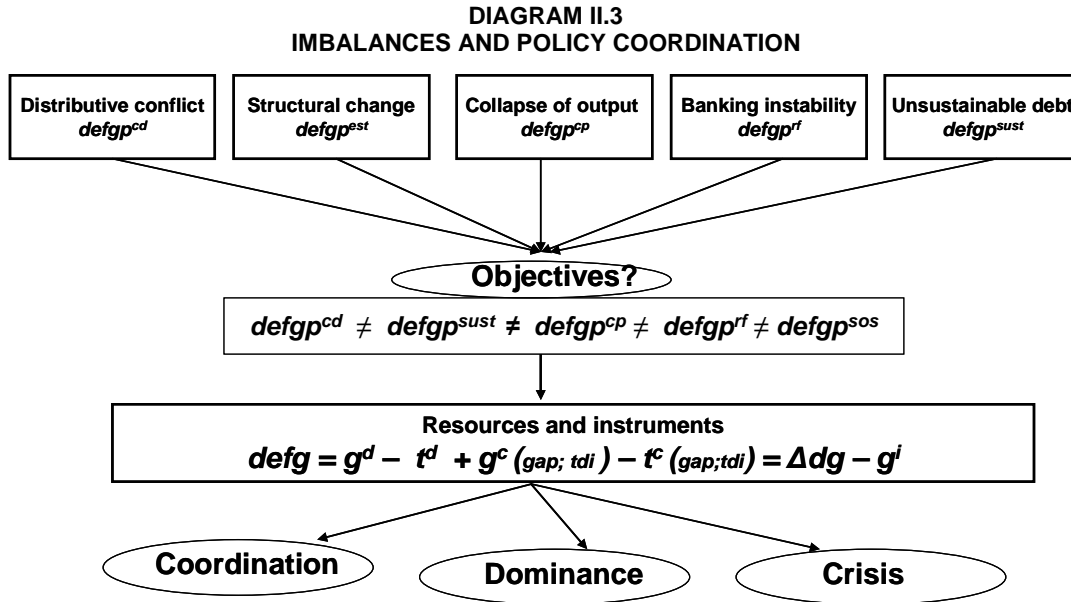 DIAGRAM II.3
IMBALANCES AND POLICY COORDINATION
Distributive conflict
defgp^cd
Structural change
defgp^est
Collapse of output
defgp^cp
Banking instability
defgp^rf
Unsustainable debt
defgp^sust
Objectives?
defgp^cd ≠ defgp^sust ≠ defgp^cp ≠ defgp^rf ≠ defgp^sos
Resources and instruments
defg = g^d – t^d + g^c (gap; tdi) – t^c (gap;tdi) = Δdg – g^i
Coordination
Dominance
Crisis